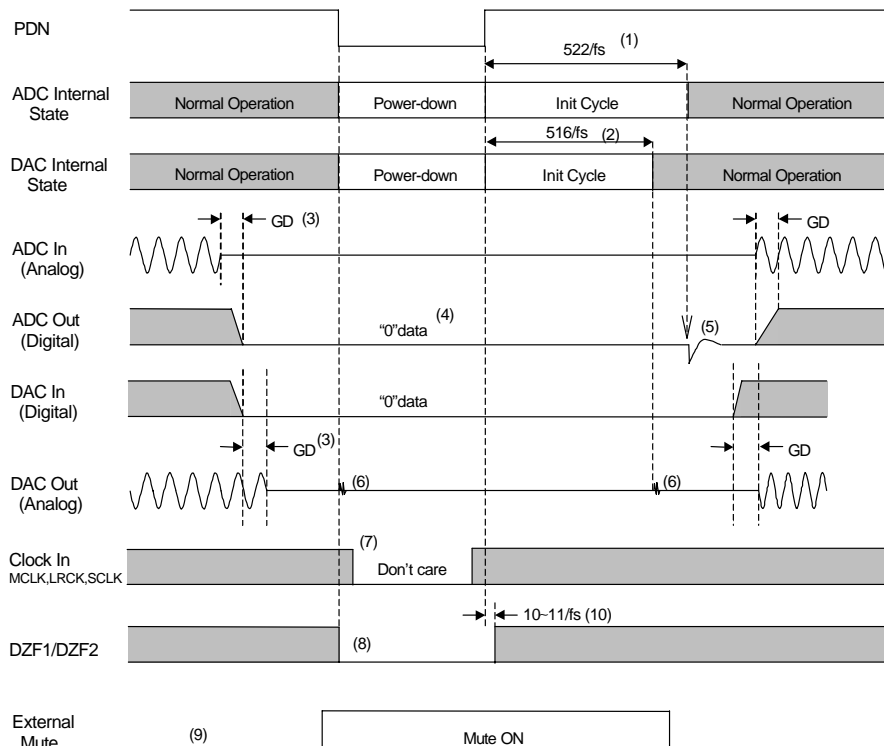 PDN
522/fs (1)
ADC Internal
State
Normal Operation Power-down Init Cycle Normal Operation
516/fs (2)
DAC Internal
State
Normal Operation Power-down Init Cycle Normal Operation
GD (3) GD
ADC In
(Analog)
ADC Out
(Digital)
"0"data (4) (5)
DAC In
(Digital)
"0"data
GD (3) GD
DAC Out
(Analog)
(6) (6)
Clock In
MCLK,LRCK,SCLK
(7) Don't care
10~11/fs (10)
DZF1/DZF2 (8)
External
Mute
(9) Mute ON